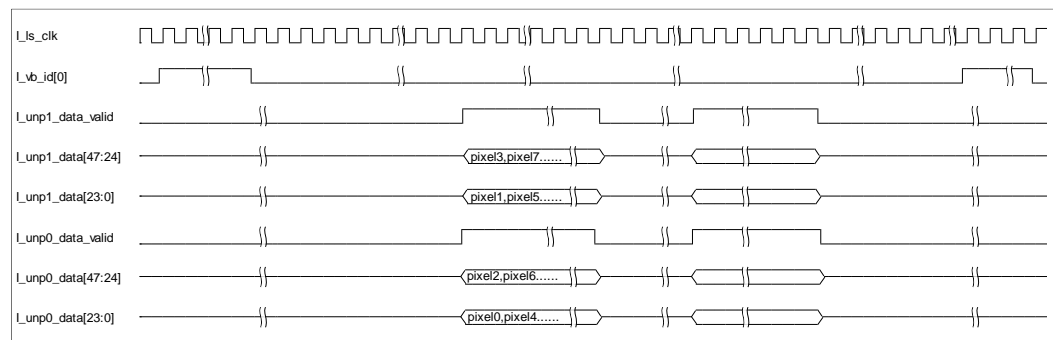 I_ls_clk
I_vb_id[0]
I_unp1_data_valid
I_unp1_data[47:24] pixel3,pixel7......
I_unp1_data[23:0] pixel1,pixel5......
I_unp0_data_valid
I_unp0_data[47:24] pixel2,pixel6......
I_unp0_data[23:0] pixel0,pixel4......